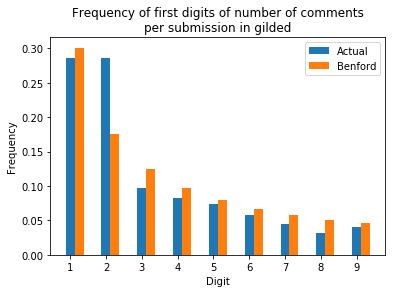 Frequency of first digits of number of comments
per submission in gilded
Actual
Benford
0.30
0.25
0.20
0.15
0.10
0.05
0.00
Frequency
1 2 3 4 5 6 7 8 9
Digit